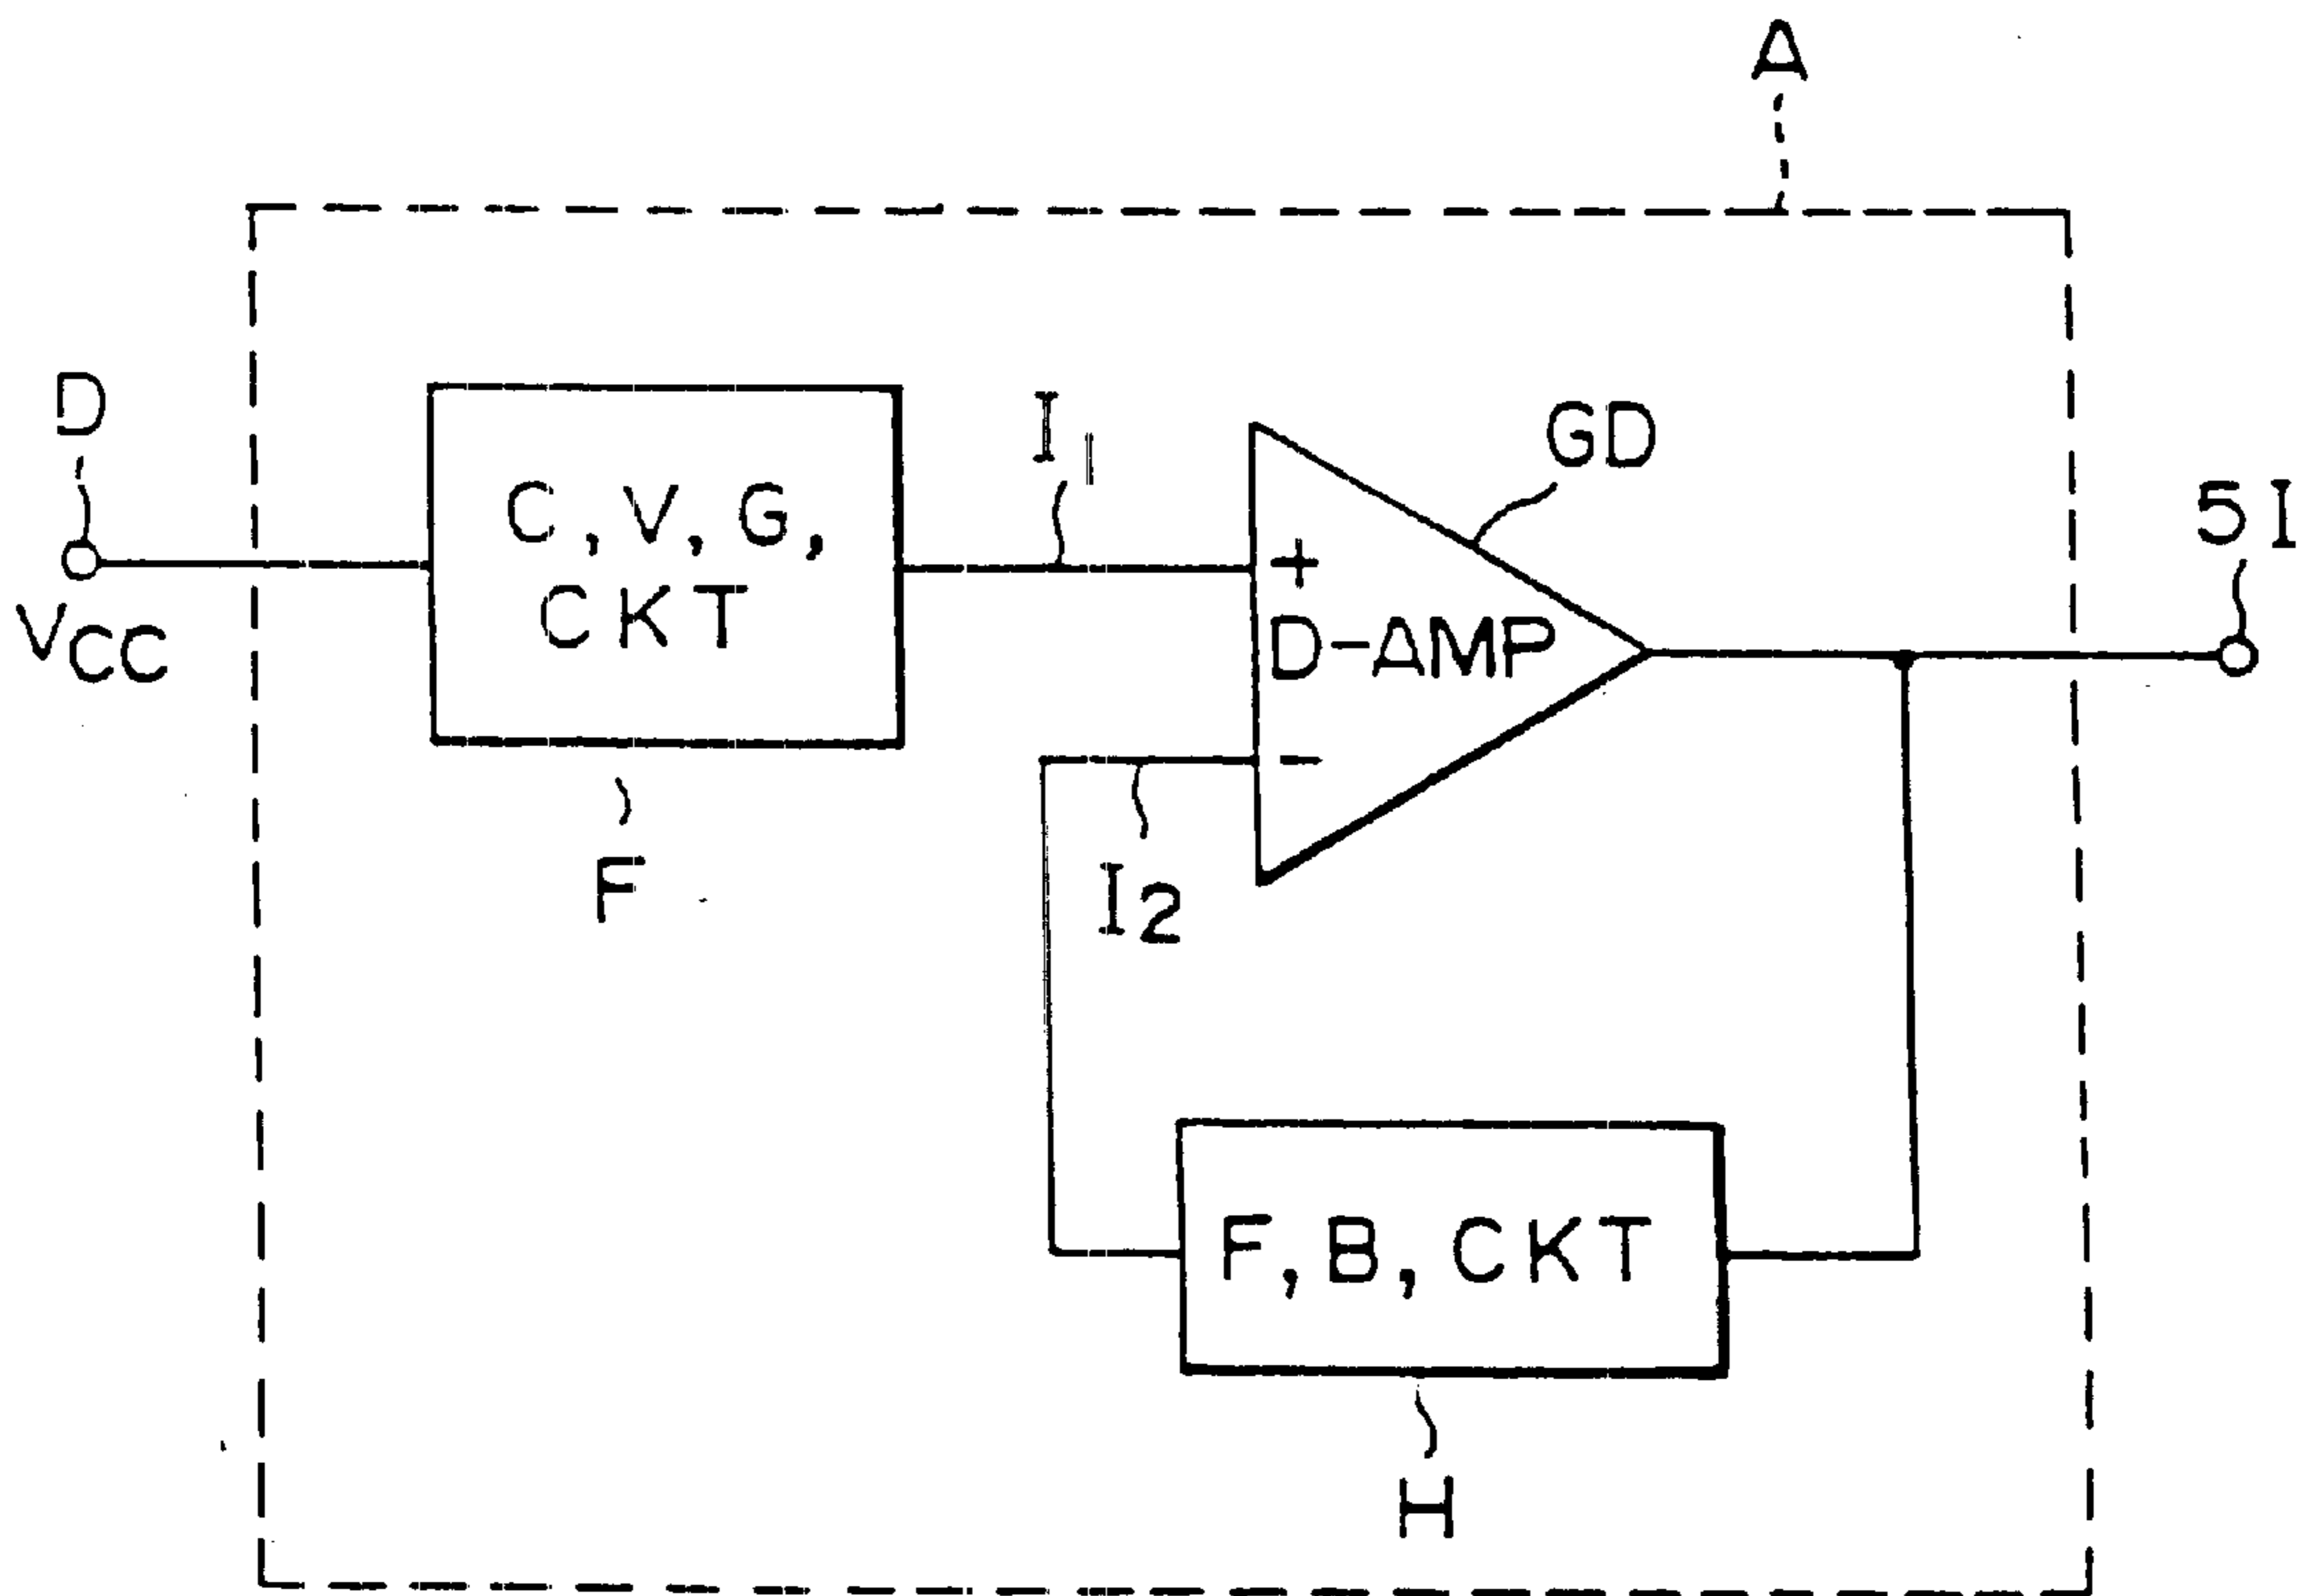 A
D
VCC
C,V,G,
CKT
F
I1
GD
+
D-AMP
-
I2
51
F,B,CKT
H